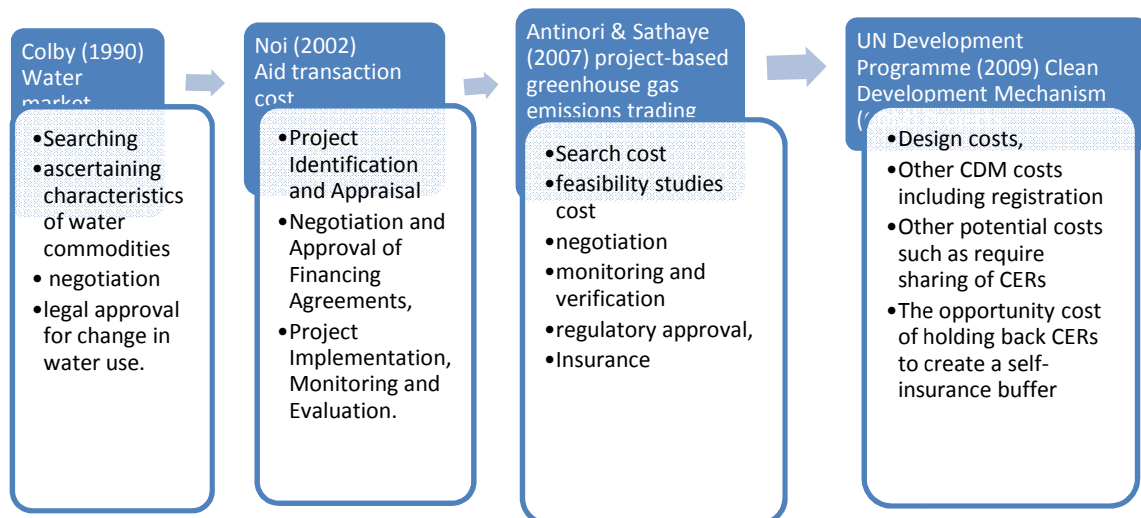 Colby (1990)
Water
market
•Searching
•ascertaining
characteristics
of water
commodities
• negotiation
•legal approval
for change in
water use.
Noi (2002)
Aid transaction
cost
•Project
Identification
and Appraisal
•Negotiation and
Approval of
Financing
Agreements,
•Project
Implementation,
Monitoring and
Evaluation.
Antinori & Sathaye
(2007) project-based
greenhouse gas
emissions trading
•Search cost
•feasibility studies
cost
•negotiation
•monitoring and
verification
•regulatory approval,
•Insurance
UN Development
Programme (2009) Clean
Development Mechanism
•Design costs,
•Other CDM costs
including registration
•Other potential costs
such as require
sharing of CERs
•The opportunity cost
of holding back CERs
to create a self-
insurance buffer